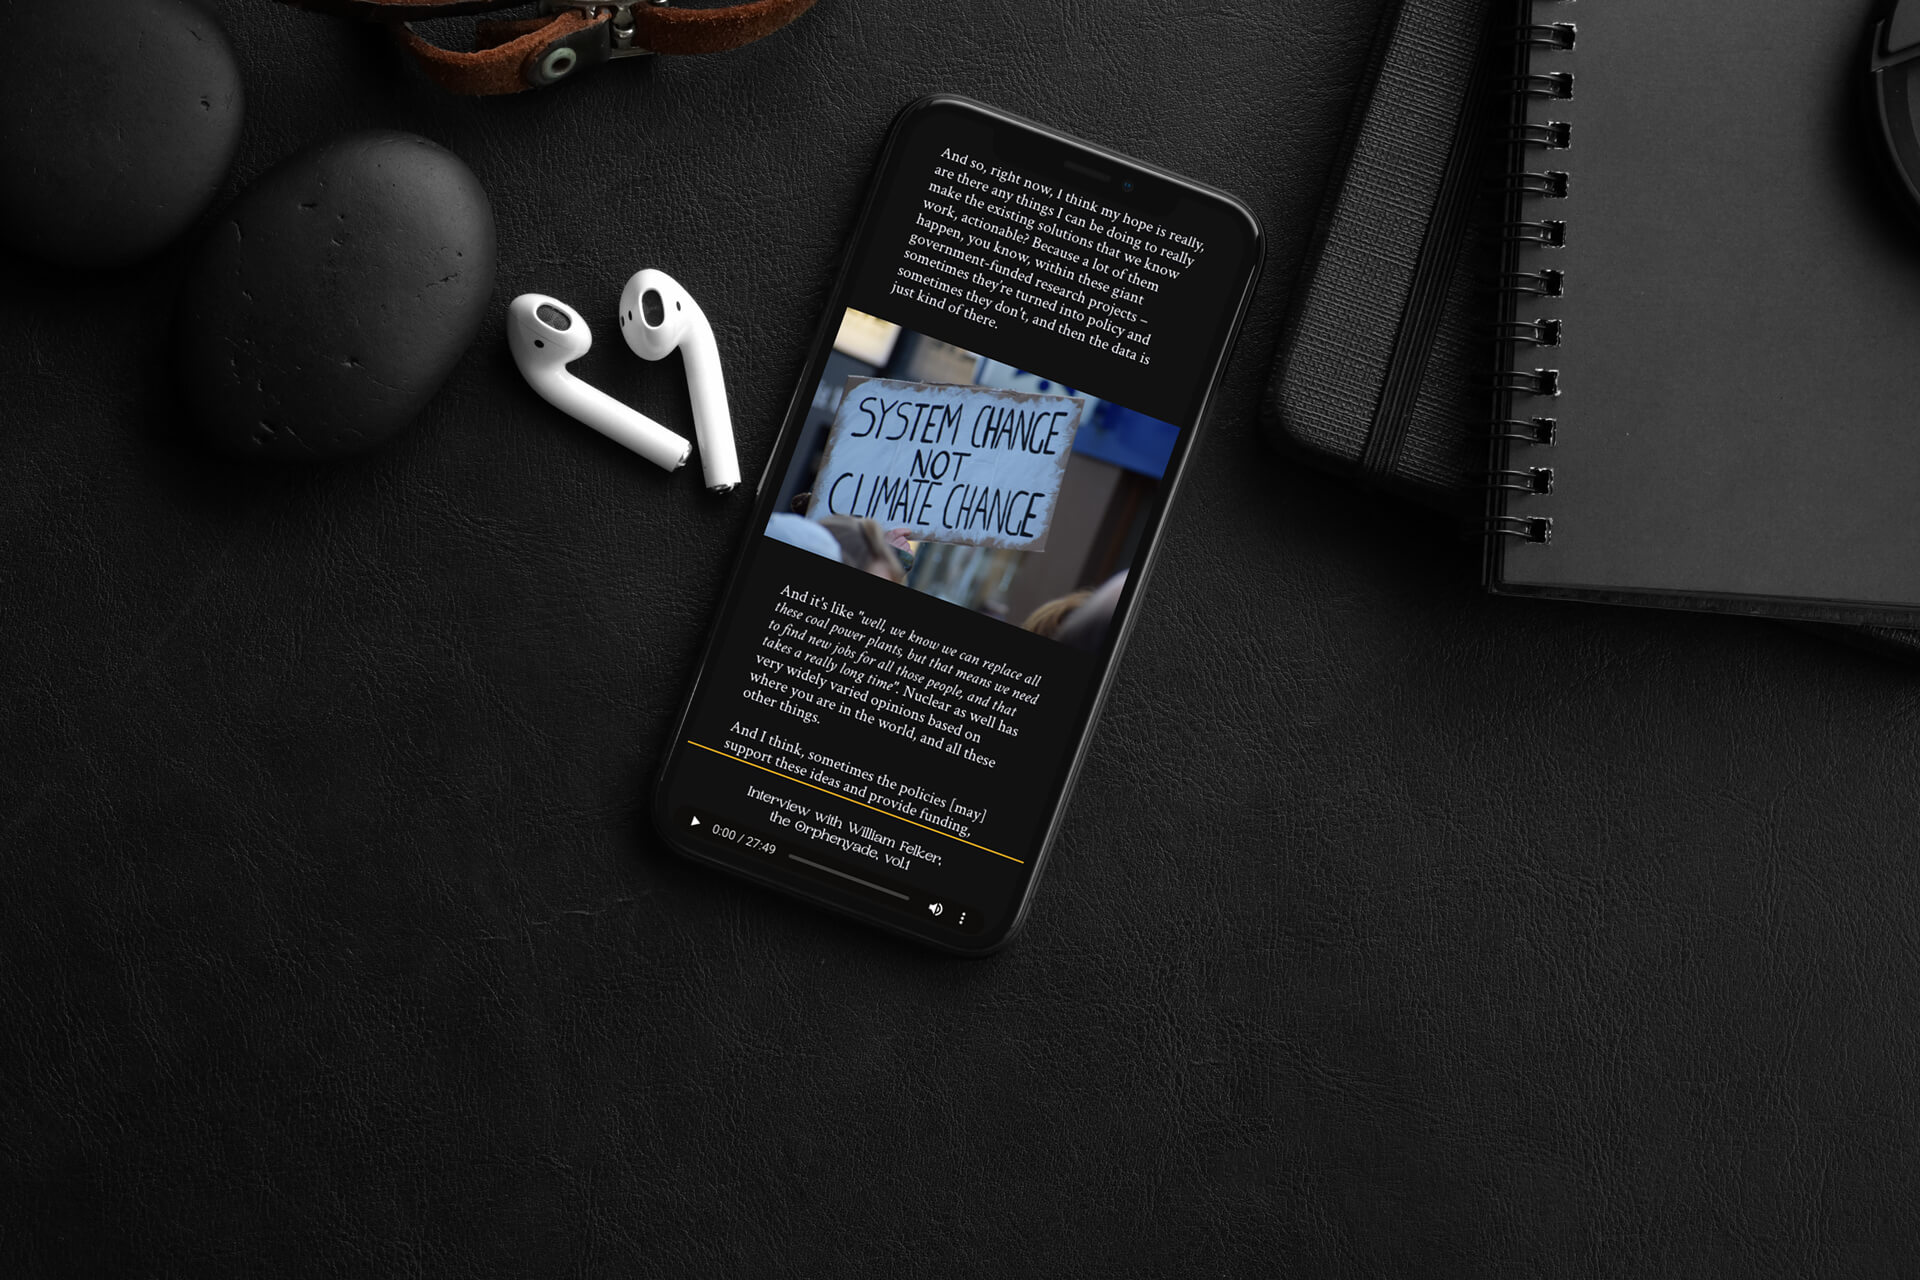 And so, right now, I think my hope is really,
are there any things I can be doing to really
make the existing solutions that we know
work, actionable? Because a lot of them
happen, you know, within these giant
government-funded research projects –
sometimes they're turned into policy and
sometimes they don't, and then the data is
just kind of there.
SYSTEM CHANGE
NOT
CLIMATE CHANGE
And it's like "well, we know we can replace all
these coal power plants, but that means we need
to find new jobs for all those people, and that
takes a really long time". Nuclear as well has
very widely varied opinions based on
where you are in the world, and all these
other things.
And I think, sometimes the policies [may]
support these ideas and provide funding,
Interview with William Felker:
the Orphenyade, vol.1
0:00 / 27:49